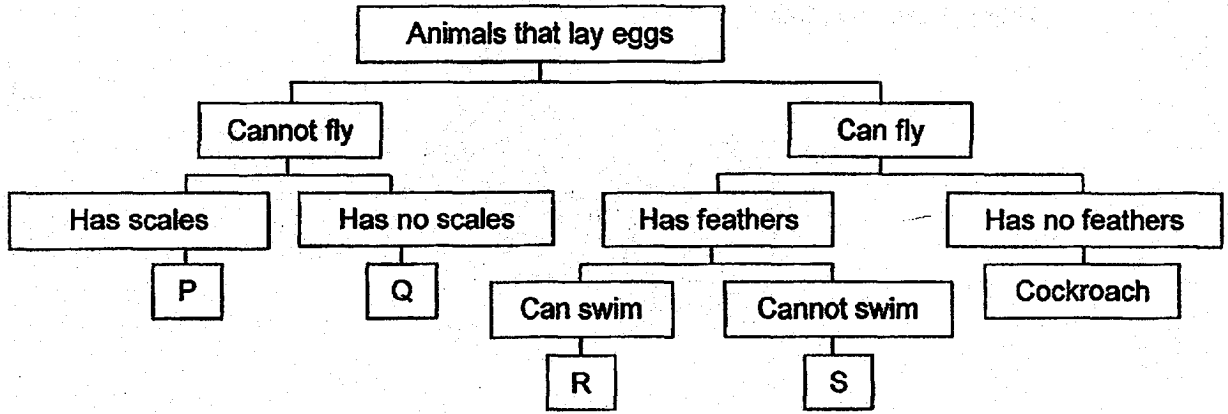 Animals that lay eggs
Cannot fly
Can fly
Has scales
Has no scales
Has feathers
Has no feathers
P
Q
Can swim
Cannot swim
Cockroach
R
S